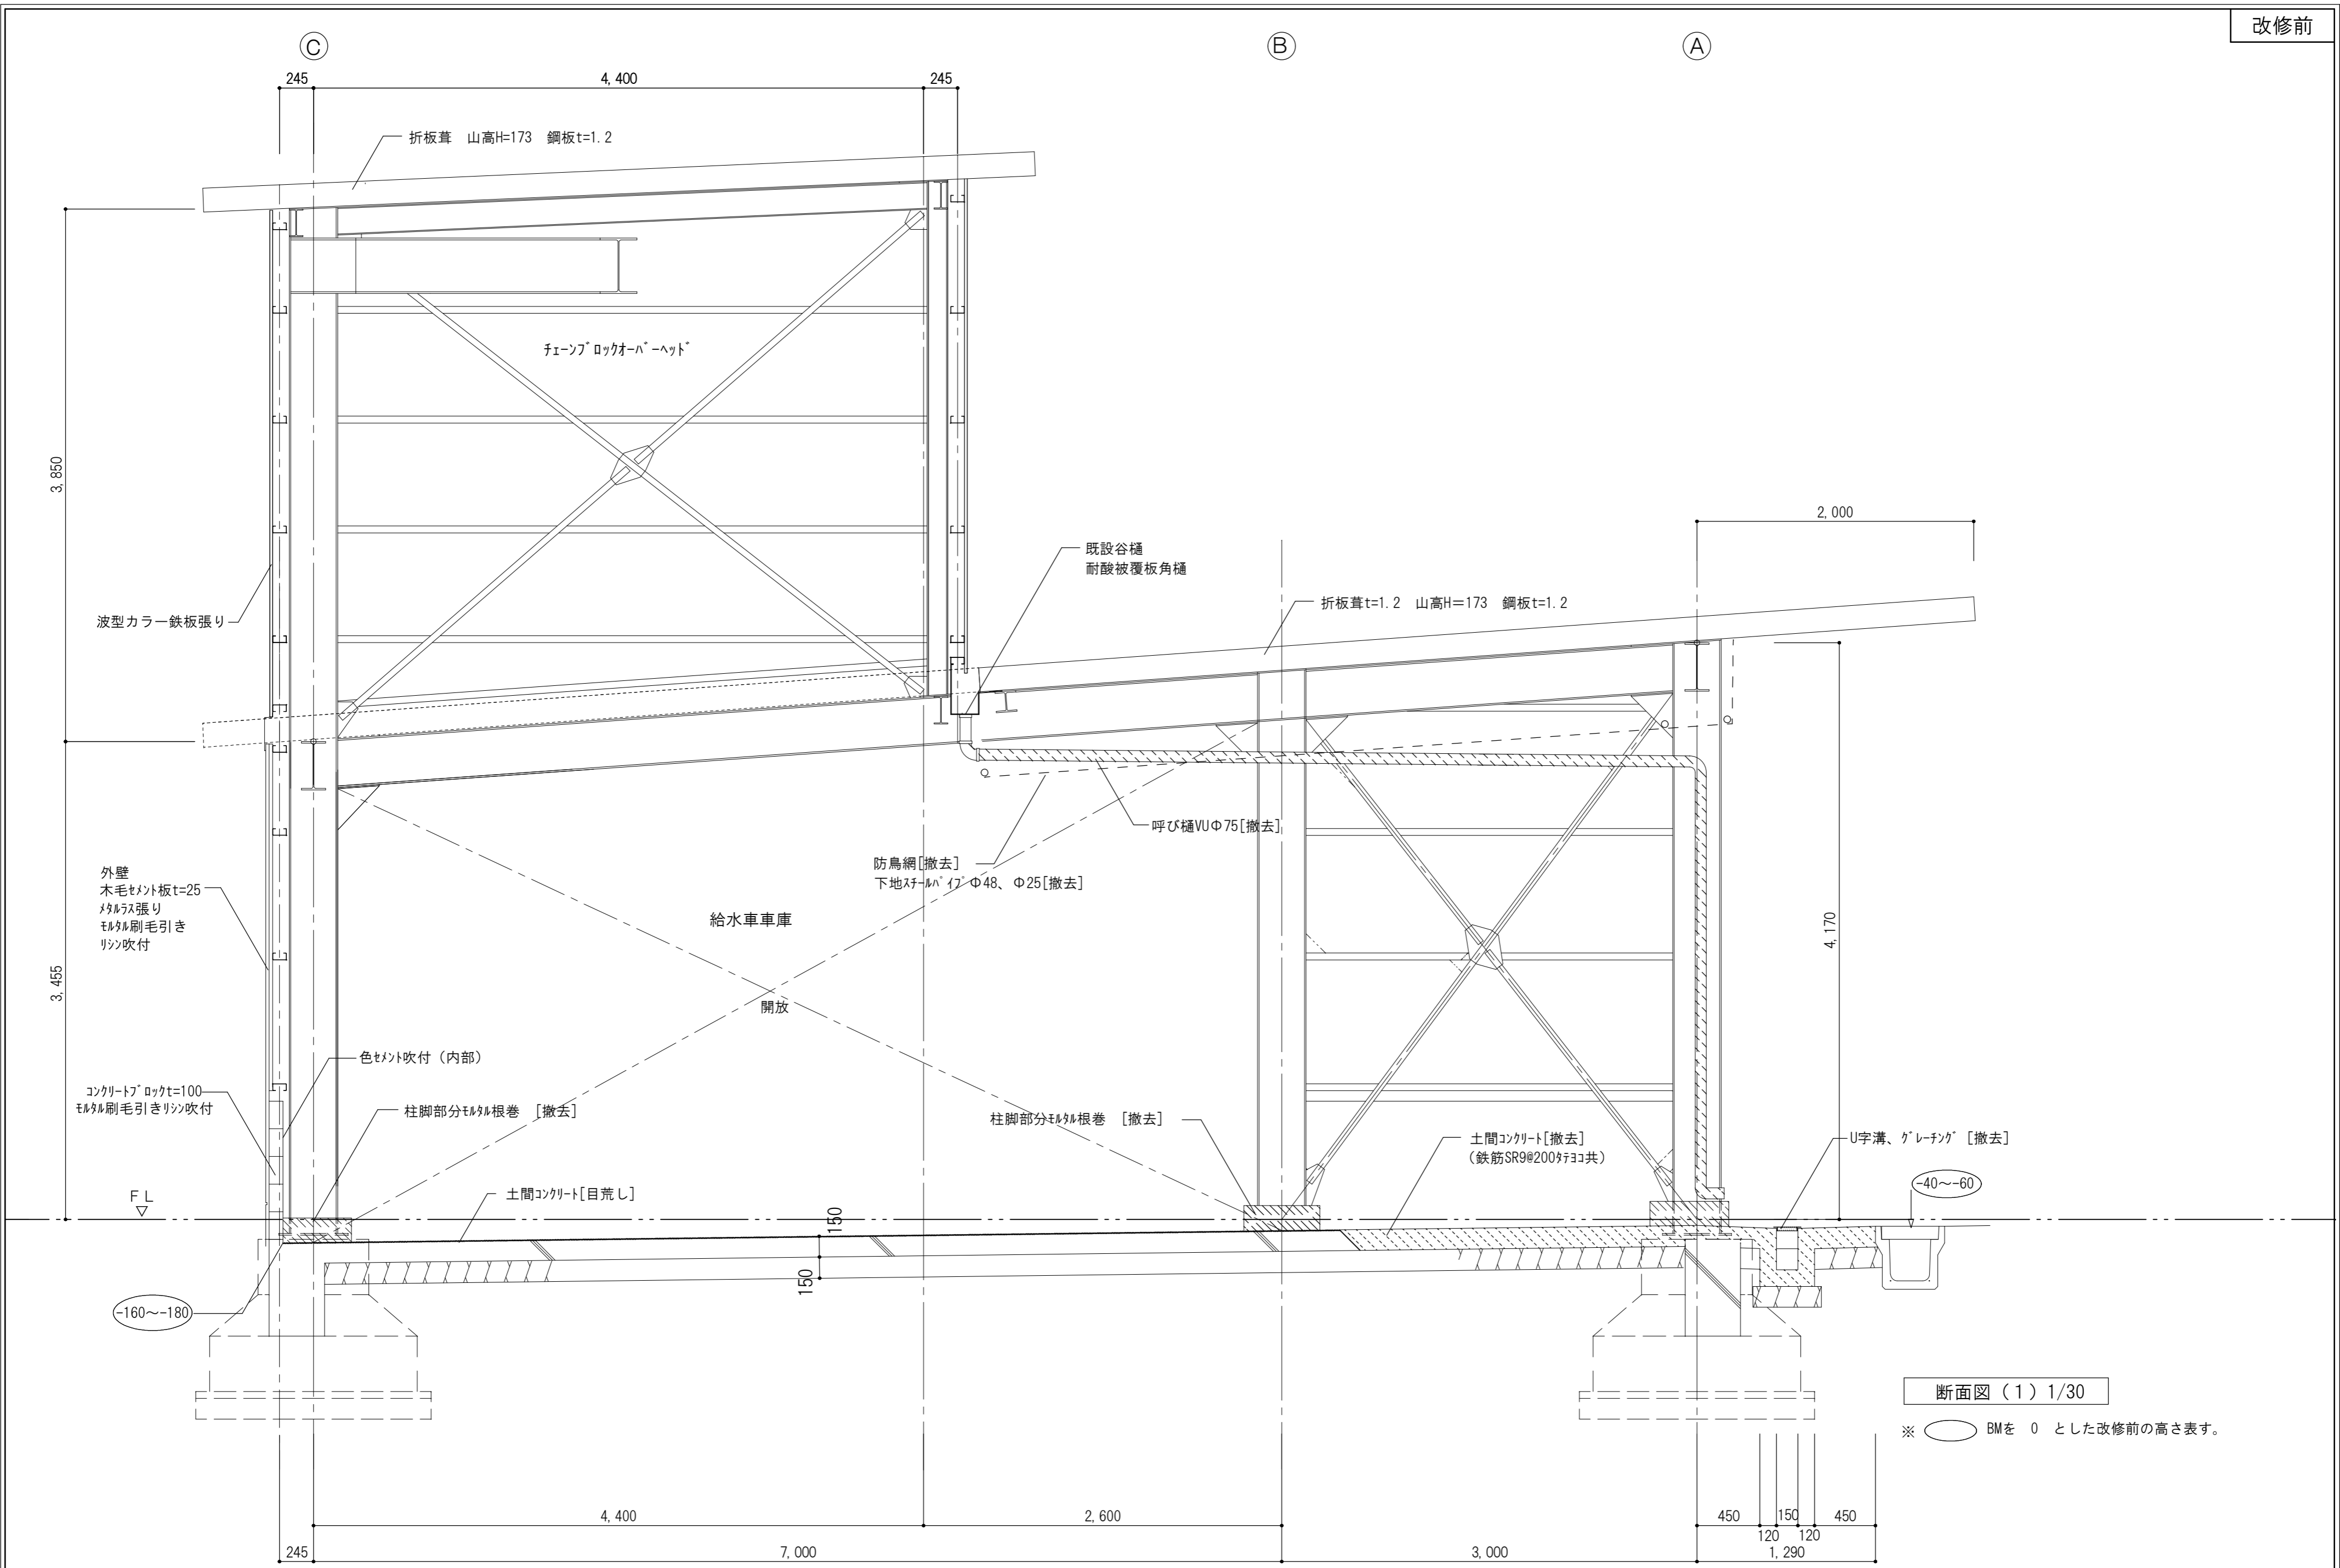 改修前
Ⓒ
Ⓑ
Ⓐ
245
4,400
245
折板葺　山高H=173　鋼板t=1.2
チェーンブロックオーバーヘッド
3,850
2,000
既設谷樋
耐酸被覆板角樋
折板葺t=1.2　山高H=173　鋼板t=1.2
波型カラー鉄板張り
呼び樋VUΦ75[撤去]
防鳥網[撤去]
下地スチールパイプΦ48、Φ25[撤去]
外壁
木毛セメント板t=25
メタルラス張り
モルタル刷毛引き
リシン吹付
給水車車庫
4,170
3,455
開放
色セメント吹付（内部）
コンクリートブロックt=100
モルタル刷毛引きリシン吹付
柱脚部分モルタル根巻　[撤去]
柱脚部分モルタル根巻　[撤去]
土間コンクリート[撤去]
（鉄筋SR9@200タテヨコ共）
U字溝、グレーチング [撤去]
-40～-60
FL
土間コンクリート[目荒し]
150
150
-160～-180
断面図（1）1/30
※　BMを　0　とした改修前の高さ表す。
4,400
2,600
450
150
450
120
120
245
7,000
3,000
1,290